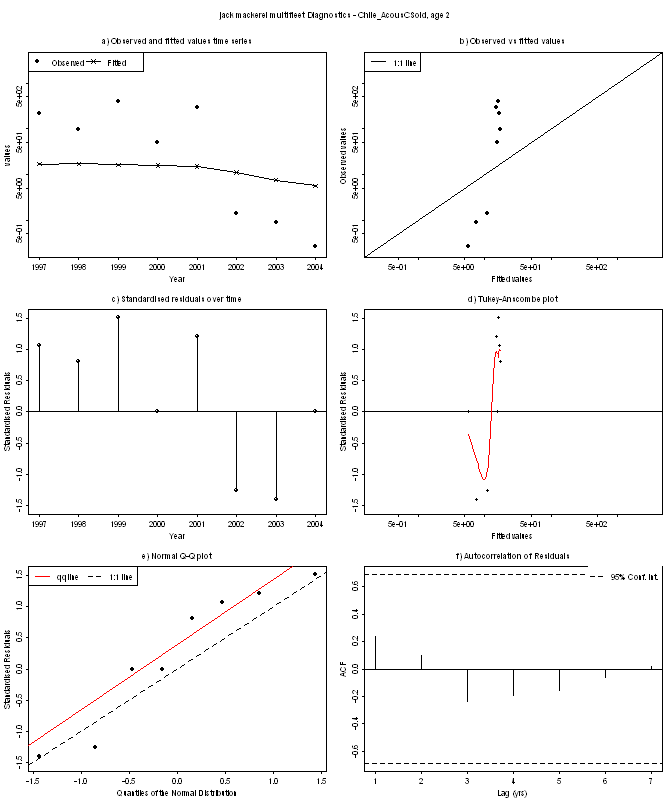 jack mackerel multifleet Diagnostics - Chile_AcousCSold, age 2
a) Observed and fitted values time series
Observed Fitted
values
5e-01 5e+00 5e+01 5e+02
1997 1998 1999 2000 2001 2002 2003 2004
Year
b) Observed vs fitted values
1:1 line
Observed values
5e-01 5e+00 5e+01 5e+02
5e-01 5e+00 5e+01 5e+02
Fitted values
c) Standardised residuals over time
Standardised Residuals
-1.5 -1.0 -0.5 0.0 0.5 1.0 1.5
1997 1998 1999 2000 2001 2002 2003 2004
Year
d) Tukey-Anscombe plot
Standardised Residuals
-1.5 -1.0 -0.5 0.0 0.5 1.0 1.5
5e-01 5e+00 5e+01 5e+02
Fitted values
e) Normal Q-Q plot
qq line 1:1 line
Standardised Residuals
-1.5 -1.0 -0.5 0.0 0.5 1.0 1.5
-1.5 -1.0 -0.5 0.0 0.5 1.0 1.5
Quantiles of the Normal Distribution
f) Autocorrelation of Residuals
95% Conf. Int.
ACF
-0.6 -0.4 -0.2 0.0 0.2 0.4 0.6
1 2 3 4 5 6 7
Lag (yrs)